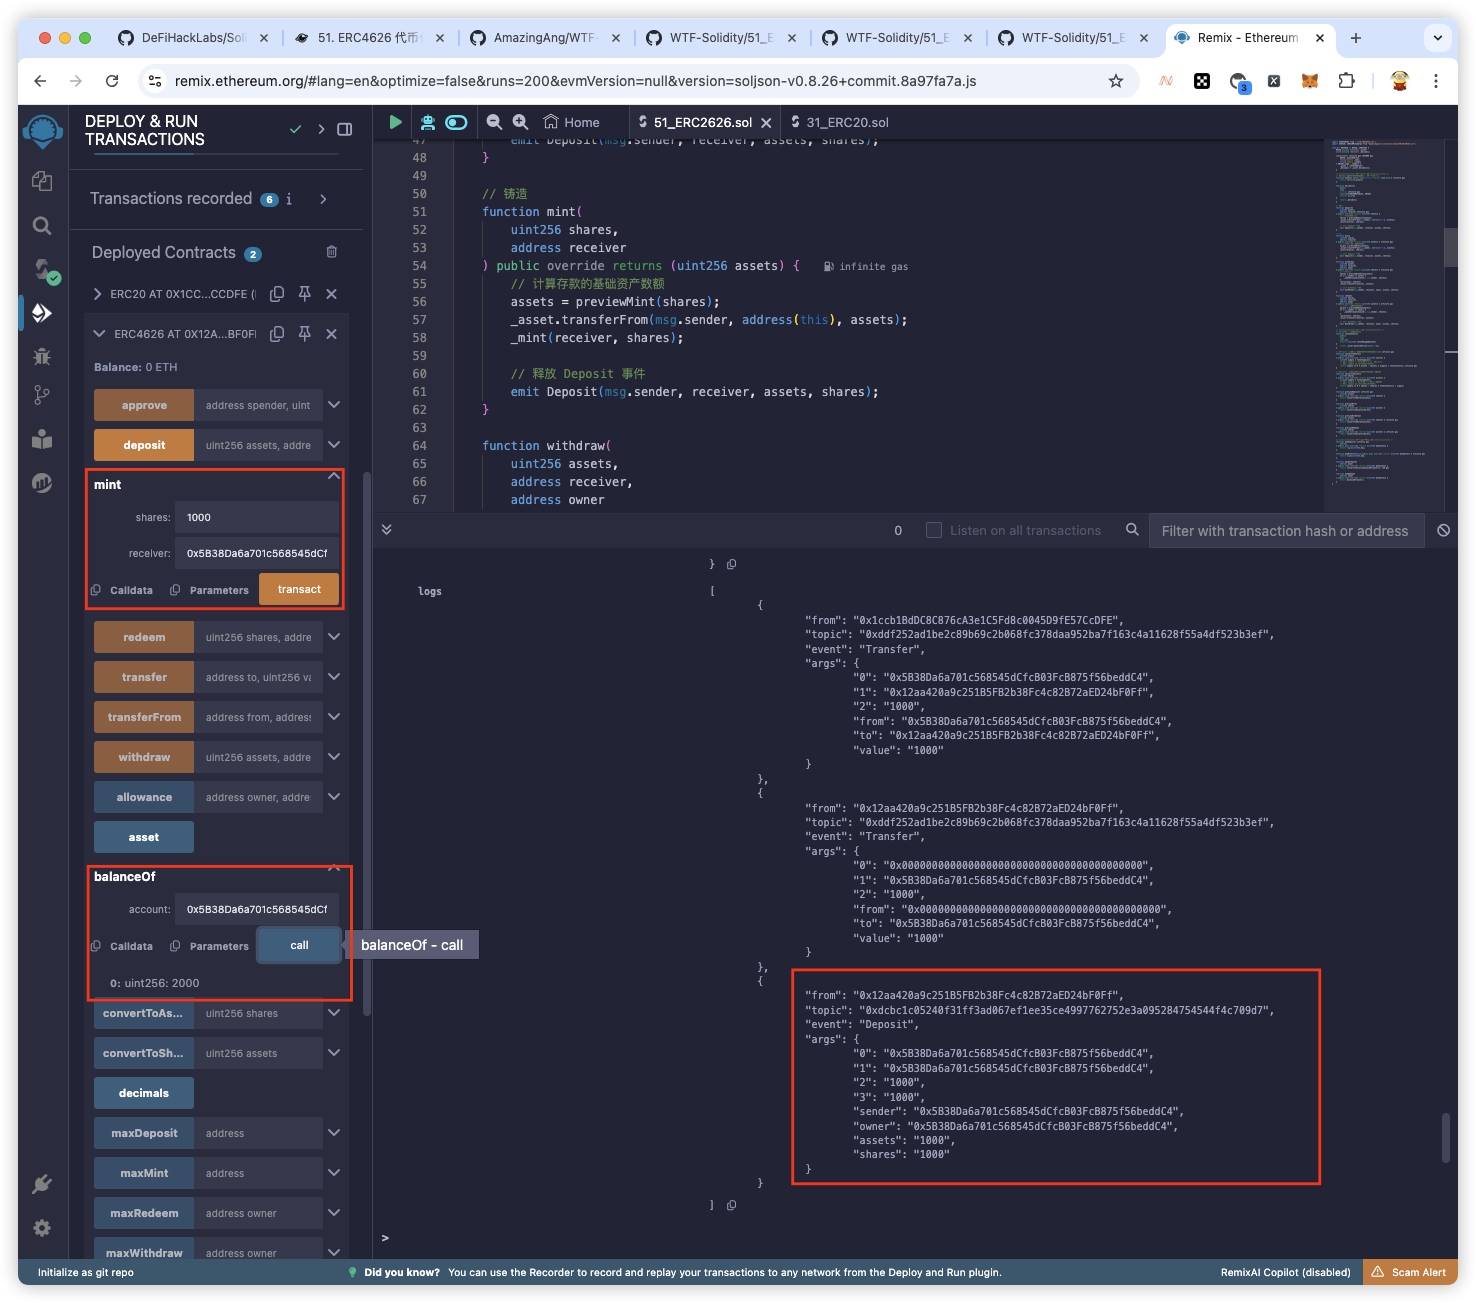 DeFiHackLabs/Soli
51. ERC4626 代币
AmazingAng/WTF-
WTF-Solidity/51_E
WTF-Solidity/51_E
WTF-Solidity/51_E
Remix - Ethereum
remix.ethereum.org/#lang=en&optimize=false&runs=200&evmVersion=null&version=soljson-v0.8.26+commit.8a97fa7a.js
3
DEPLOY & RUN
TRANSACTIONS
Transactions recorded 6 i
Deployed Contracts 2
ERC20 AT 0X1CC...CCDFE (
ERC4626 AT 0X12A...BF0F
Balance: 0 ETH
approve address spender, uint
deposit uint256 assets, addre
mint
shares: 1000
receiver: 0x5B38Da6a701c568545dCf
Calldata Parameters transact
redeem uint256 shares, addre
transfer address to, uint256 va
transferFrom address from, address
withdraw uint256 assets, addre
allowance address owner, addre
asset
balanceOf
account: 0x5B38Da6a701c568545dCf
Calldata Parameters call
balanceOf - call
0: uint256: 2000
convertToAs... uint256 shares
convertToSh... uint256 assets
decimals
maxDeposit address
maxMint address
maxRedeem address owner
maxWithdraw address owner
Home
51_ERC2626.sol
31_ERC20.sol
47 emit Deposit(msg.sender, receiver, assets, shares);
48 }
49
50 // 铸造
51 function mint(
52 uint256 shares,
53 address receiver
54 ) public override returns (uint256 assets) { infinite gas
55 // 计算存款的基础资产数额
56 assets = previewMint(shares);
57 _asset.transferFrom(msg.sender, address(this), assets);
58 _mint(receiver, shares);
59
60 // 释放 Deposit 事件
61 emit Deposit(msg.sender, receiver, assets, shares);
62 }
63
64 function withdraw(
65 uint256 assets,
66 address receiver,
67 address owner
0 Listen on all transactions Filter with transaction hash or address
}
logs [
{
"from": "0x1ccb1BdDC8C876cA3e1C5Fd8c0045D9fE57CcDFE",
"topic": "0xddf252ad1be2c89b69c2b068fc378daa952ba7f163c4a11628f55a4df523b3ef",
"event": "Transfer",
"args": {
"0": "0x5B38Da6a701c568545dCfcB03FcB875f56beddC4",
"1": "0x12aa420a9c251B5FB2b38Fc4c82B72aED24bF0Ff",
"2": "1000",
"from": "0x5B38Da6a701c568545dCfcB03FcB875f56beddC4",
"to": "0x12aa420a9c251B5FB2b38Fc4c82B72aED24bF0Ff",
"value": "1000"
}
},
{
"from": "0x12aa420a9c251B5FB2b38Fc4c82B72aED24bF0Ff",
"topic": "0xddf252ad1be2c89b69c2b068fc378daa952ba7f163c4a11628f55a4df523b3ef",
"event": "Transfer",
"args": {
"0": "0x0000000000000000000000000000000000000000",
"1": "0x5B38Da6a701c568545dCfcB03FcB875f56beddC4",
"2": "1000",
"from": "0x0000000000000000000000000000000000000000",
"to": "0x5B38Da6a701c568545dCfcB03FcB875f56beddC4",
"value": "1000"
}
},
{
"from": "0x12aa420a9c251B5FB2b38Fc4c82B72aED24bF0Ff",
"topic": "0xdcbc1c05240f31ff3ad067ef1ee35ce4997762752e3a095284754544f4c709d7",
"event": "Deposit",
"args": {
"0": "0x5B38Da6a701c568545dCfcB03FcB875f56beddC4",
"1": "0x5B38Da6a701c568545dCfcB03FcB875f56beddC4",
"2": "1000",
"3": "1000",
"sender": "0x5B38Da6a701c568545dCfcB03FcB875f56beddC4",
"owner": "0x5B38Da6a701c568545dCfcB03FcB875f56beddC4",
"assets": "1000",
"shares": "1000"
}
}
]
>
Initialize as git repo
Did you know? You can use the Recorder to record and replay your transactions to any network from the Deploy and Run plugin.
RemixAI Copilot (disabled)
Scam Alert